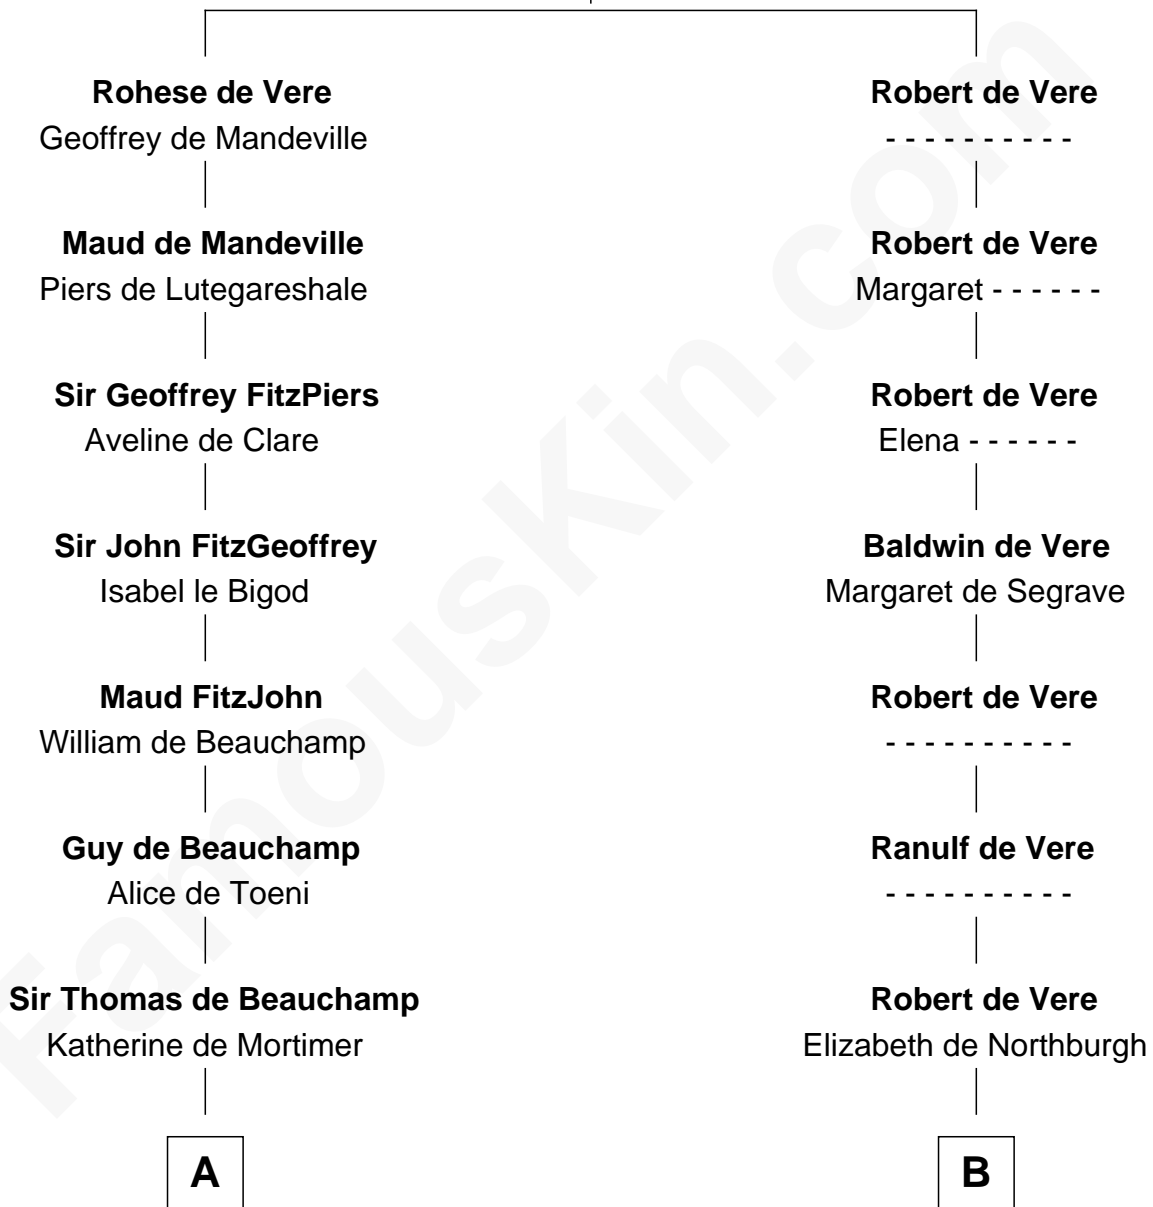 Rohese de Vere
Geoffrey de Mandeville
Maud de Mandeville
Piers de Lutegareshale
Sir Geoffrey FitzPiers
Aveline de Clare
Sir John FitzGeoffrey
Isabel le Bigod
Maud FitzJohn
William de Beauchamp
Guy de Beauchamp
Alice de Toeni
Sir Thomas de Beauchamp
Katherine de Mortimer
A
Robert de Vere
- - - - - - - - - -
Robert de Vere
Margaret - - - - - -
Robert de Vere
Elena - - - - - -
Baldwin de Vere
Margaret de Segrave
Robert de Vere
- - - - - - - - - -
Ranulf de Vere
- - - - - - - - - -
Robert de Vere
Elizabeth de Northburgh
B
FamousKin.com